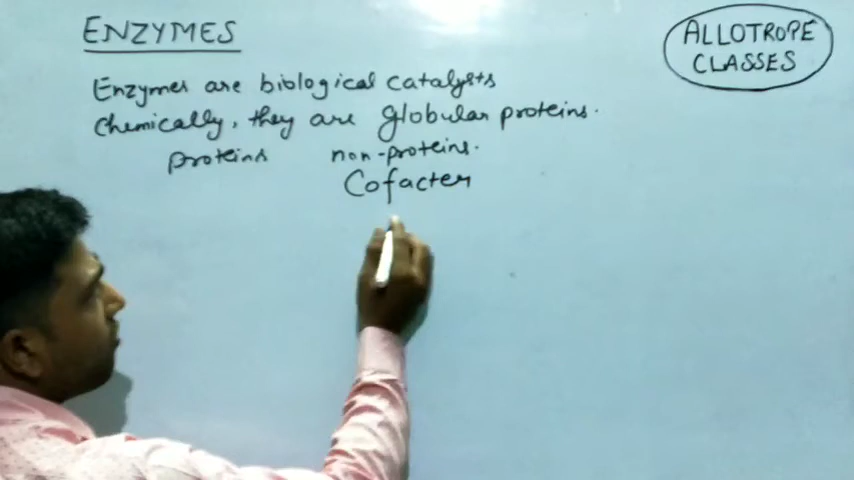 ENZYMES
ALLOTROPE
CLASSES
Enzymes are biological catalysts
Chemically, they are globular proteins.
proteins non-proteins.
Cofacter